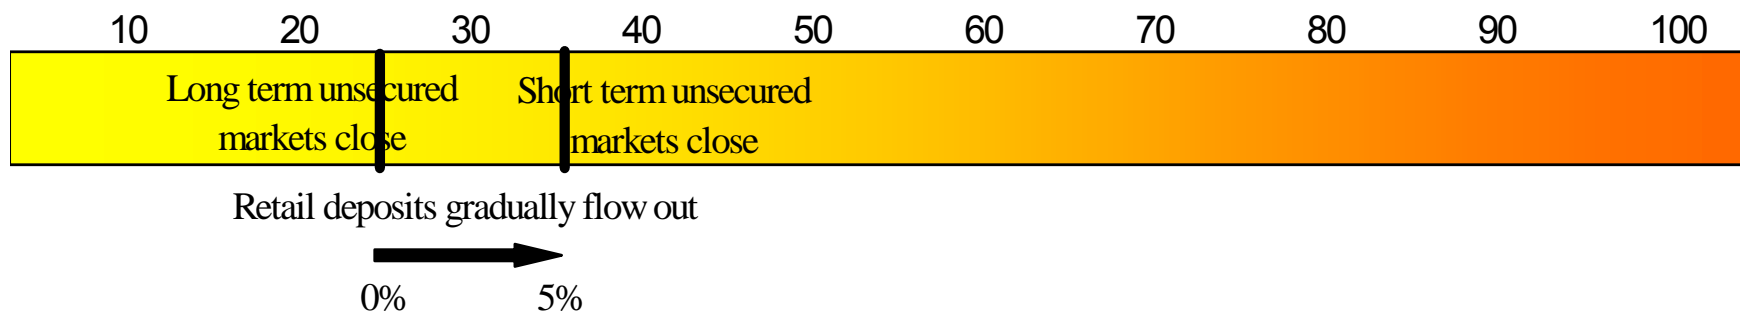 10 20 30 40 50 60 70 80 90 100
Long term unsecured Short term unsecured
markets close markets close
Retail deposits gradually flow out
0% 5%